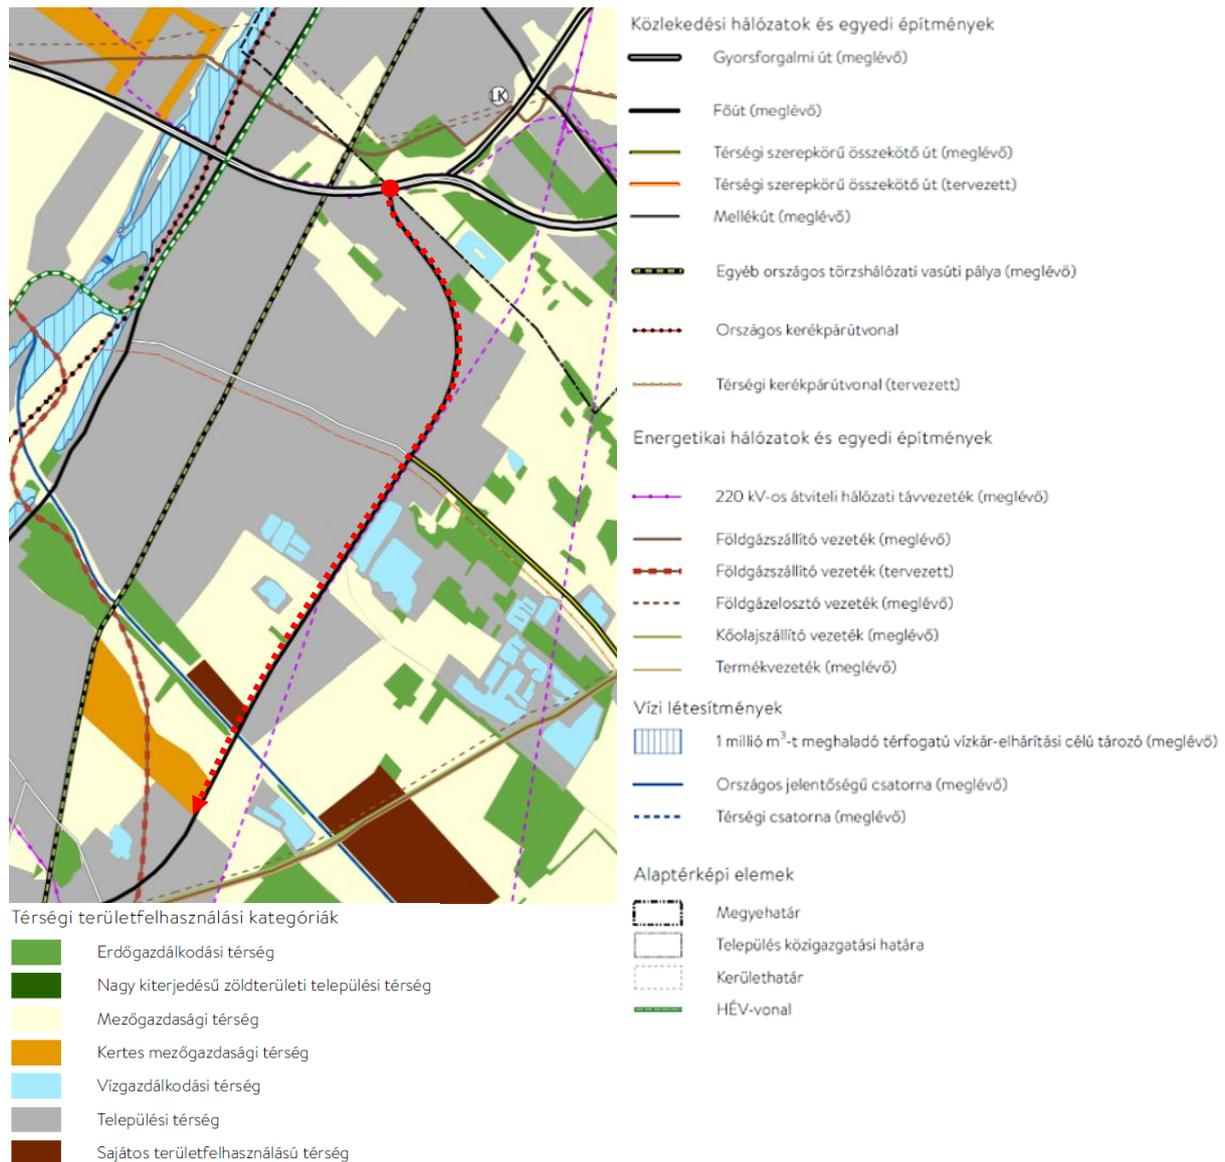 LK
Közlekedési hálózatok és egyedi építmények
Gyorsforgalmi út (meglévő)
Főút (meglévő)
Térségi szerepkörű összekötő út (meglévő)
Térségi szerepkörű összekötő út (tervezett)
Mellékút (meglévő)
Egyéb országos törzshálózati vasúti pálya (meglévő)
Országos kerékpárútvonal
Térségi kerékpárútvonal (tervezett)
Energetikai hálózatok és egyedi építmények
220 kV-os átviteli hálózati távvezeték (meglévő)
Földgázszállító vezeték (meglévő)
Földgázszállító vezeték (tervezett)
Földgázelosztó vezeték (meglévő)
Kőolajszállító vezeték (meglévő)
Termékvezeték (meglévő)
Vízi létesítmények
1 millió m³-t meghaladó térfogatú vízkár-elhárítási célú tározó (meglévő)
Országos jelentőségű csatorna (meglévő)
Térségi csatorna (meglévő)
Alaptérképi elemek
Megyehatár
Település közigazgatási határa
Kerülethatár
HÉV-vonal
Térségi területfelhasználási kategóriák
Erdőgazdálkodási térség
Nagy kiterjedésű zöldterületi települési térség
Mezőgazdasági térség
Kertes mezőgazdasági térség
Vízgazdálkodási térség
Települési térség
Sajátos területfelhasználású térség